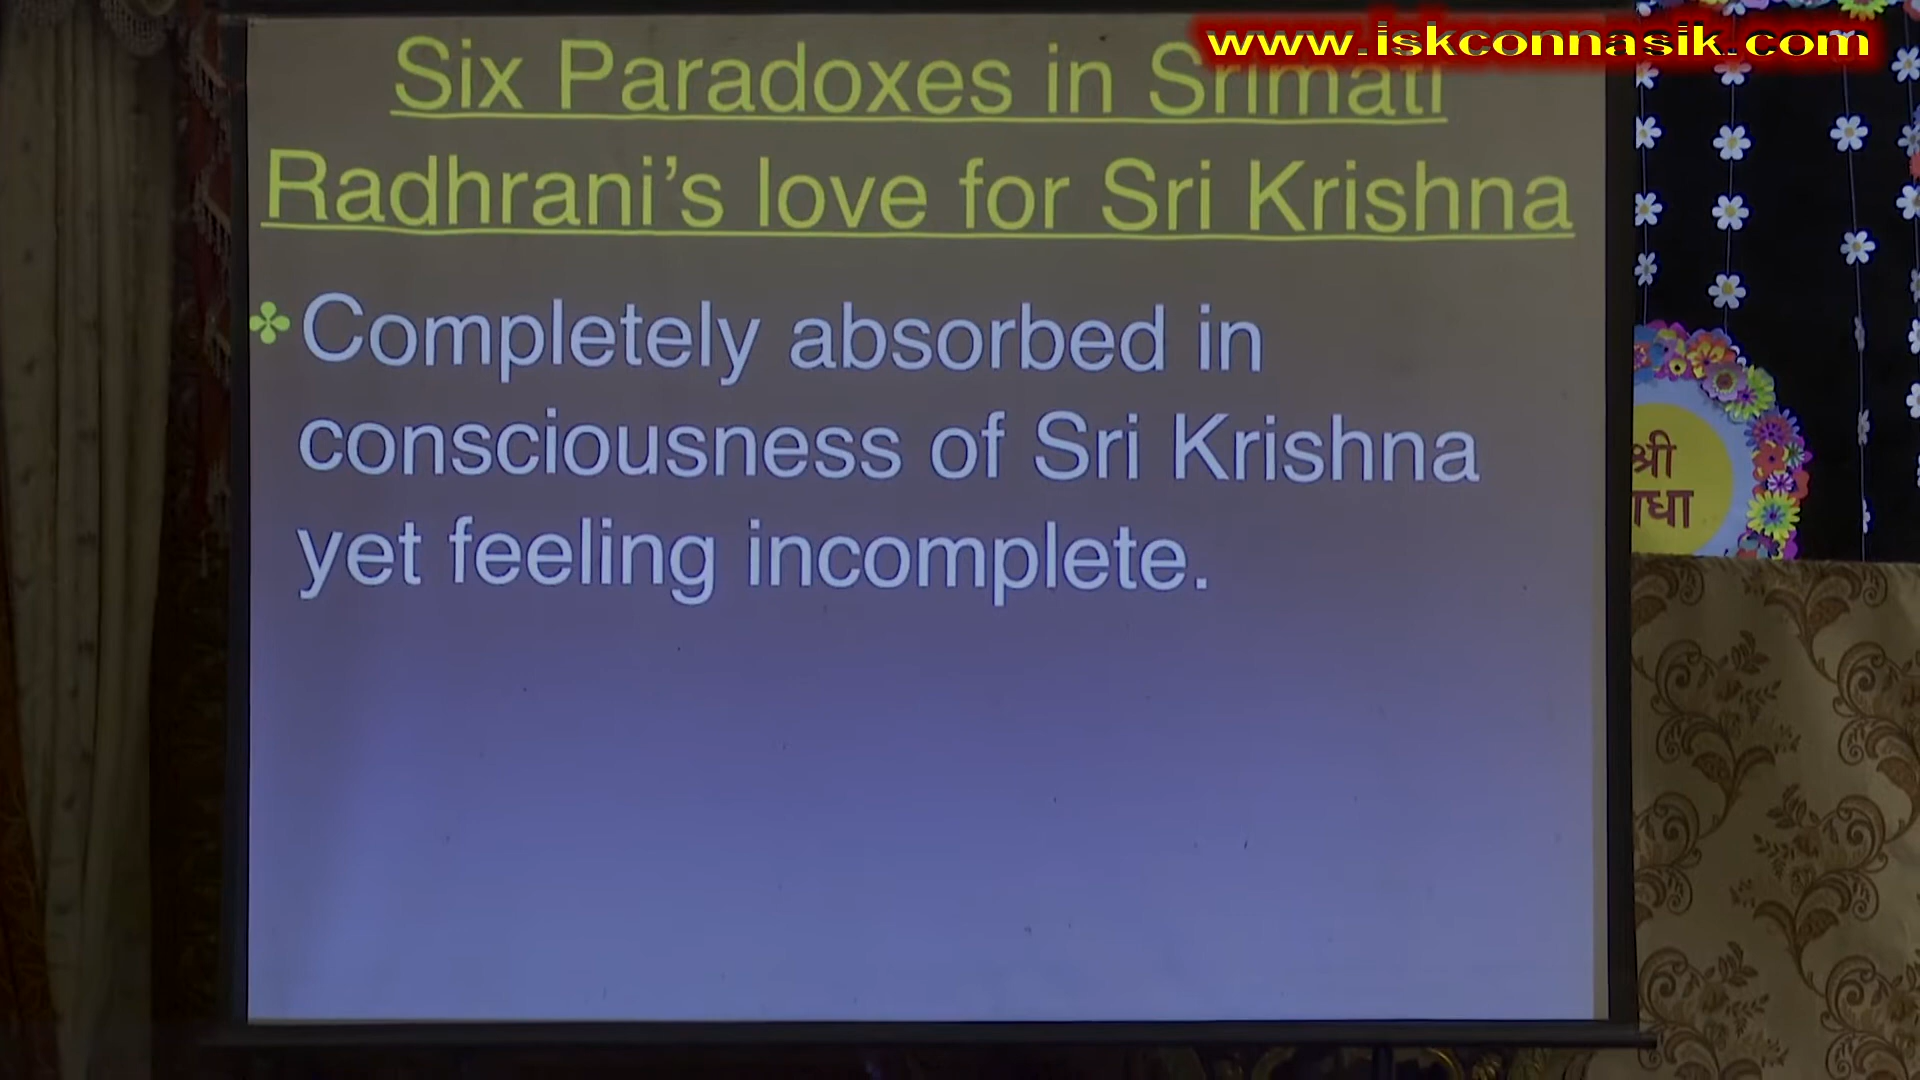 www.iskconnasik.com
Six Paradoxes in Srimati
Radhrani’s love for Sri Krishna
✤Completely absorbed in
consciousness of Sri Krishna
yet feeling incomplete.
श्री